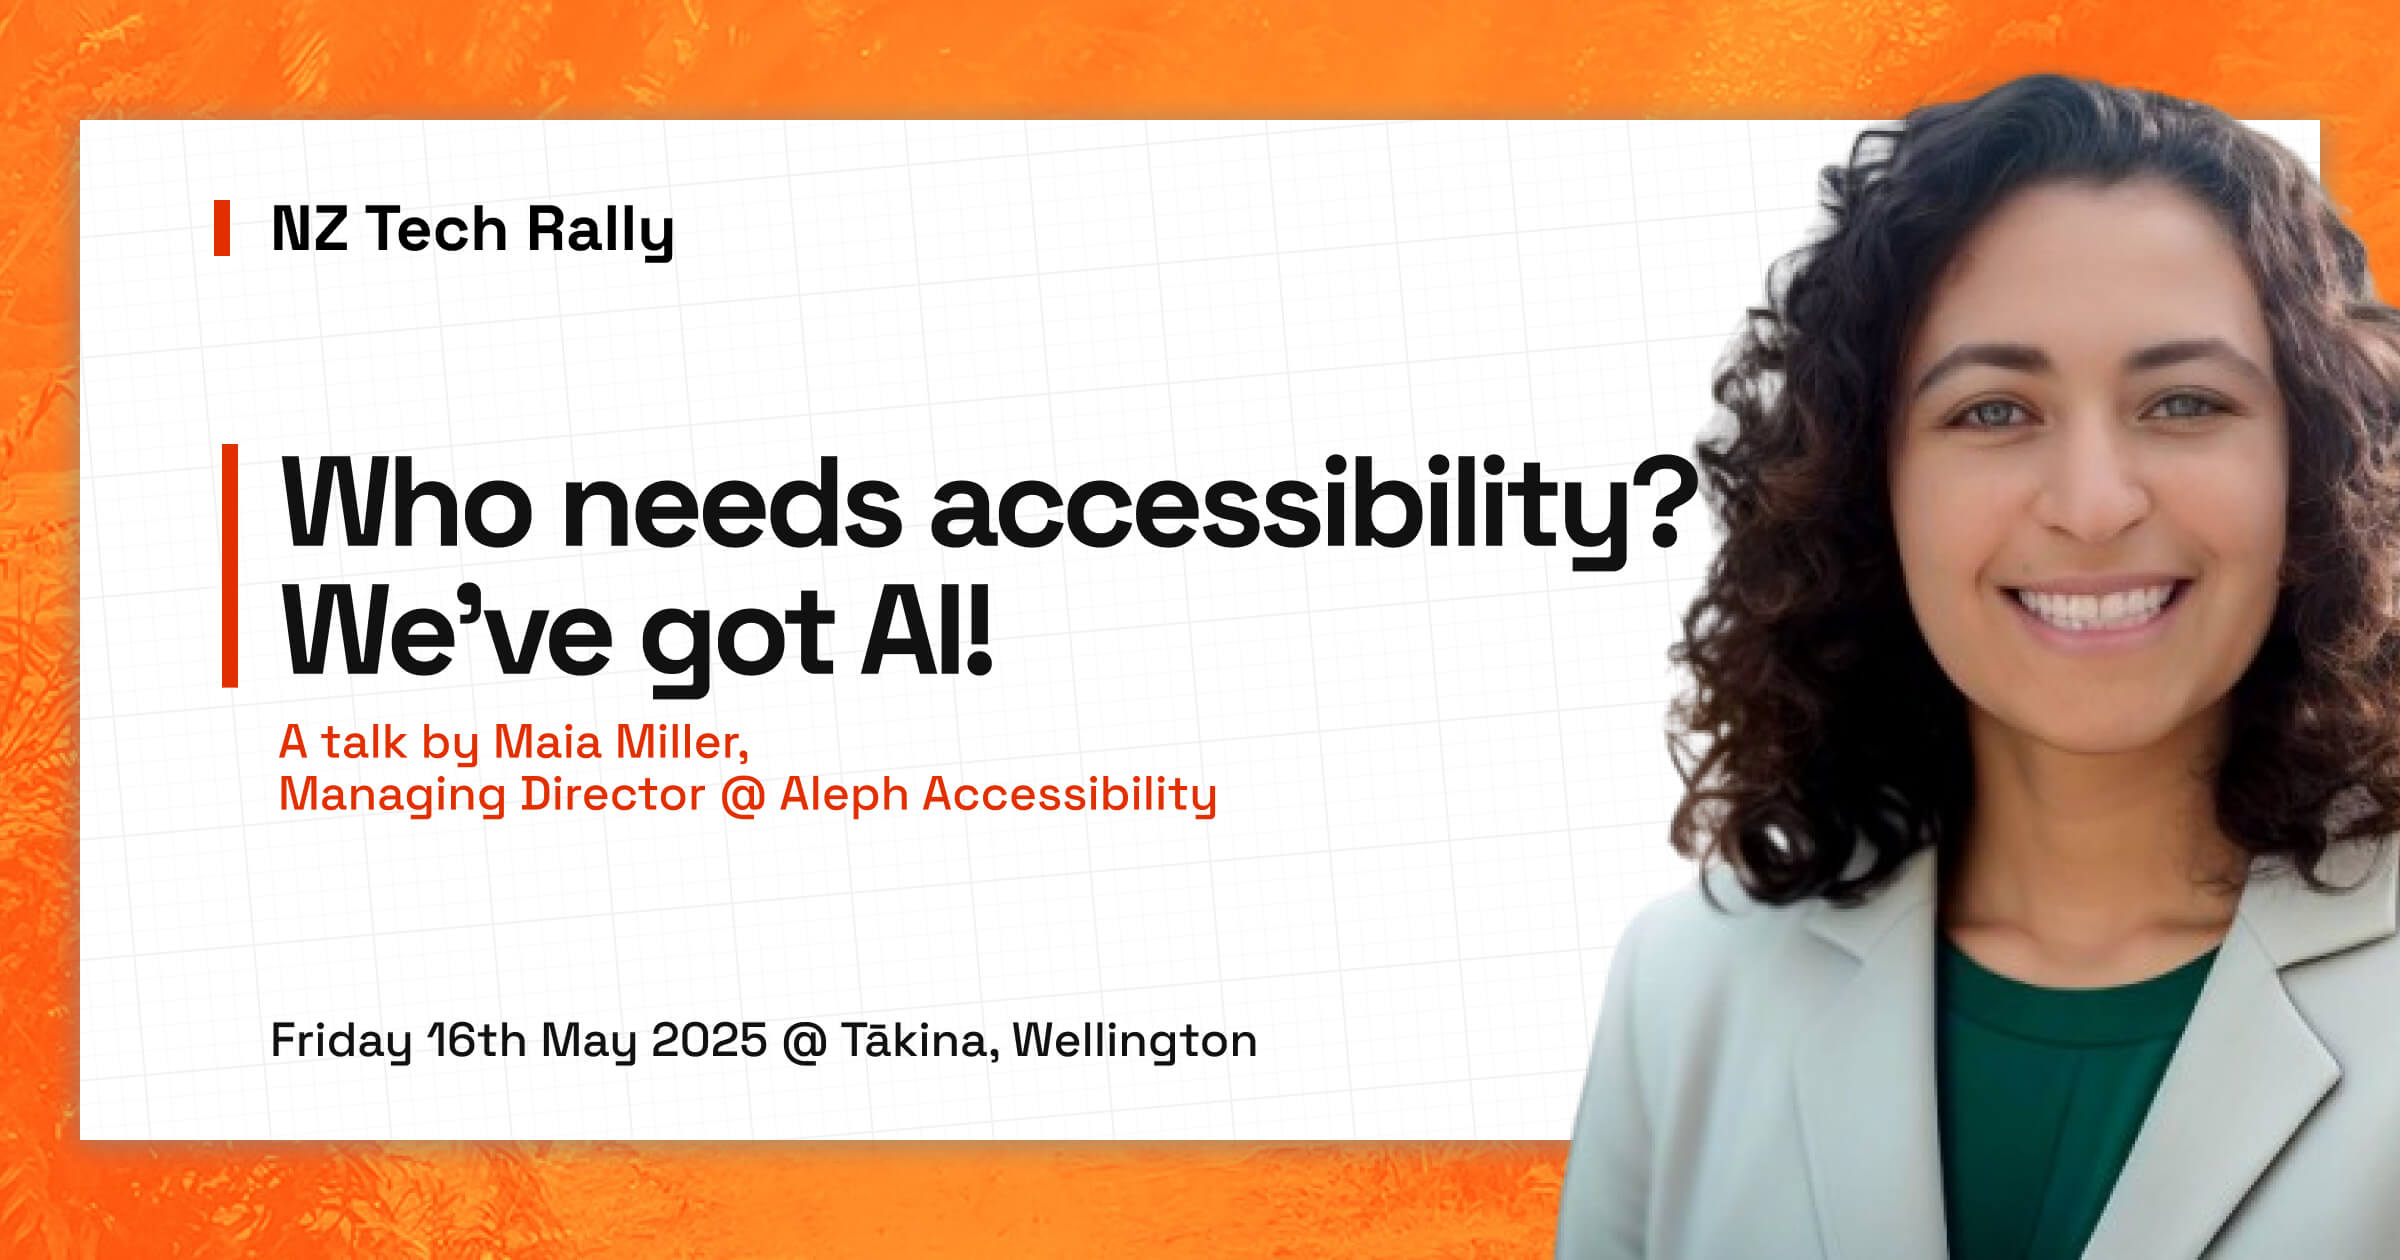 NZ Tech Rally
Who needs accessibility?
We’ve got AI!
A talk by Maia Miller,
Managing Director @ Aleph Accessibility
Friday 16th May 2025 @ Tākina, Wellington